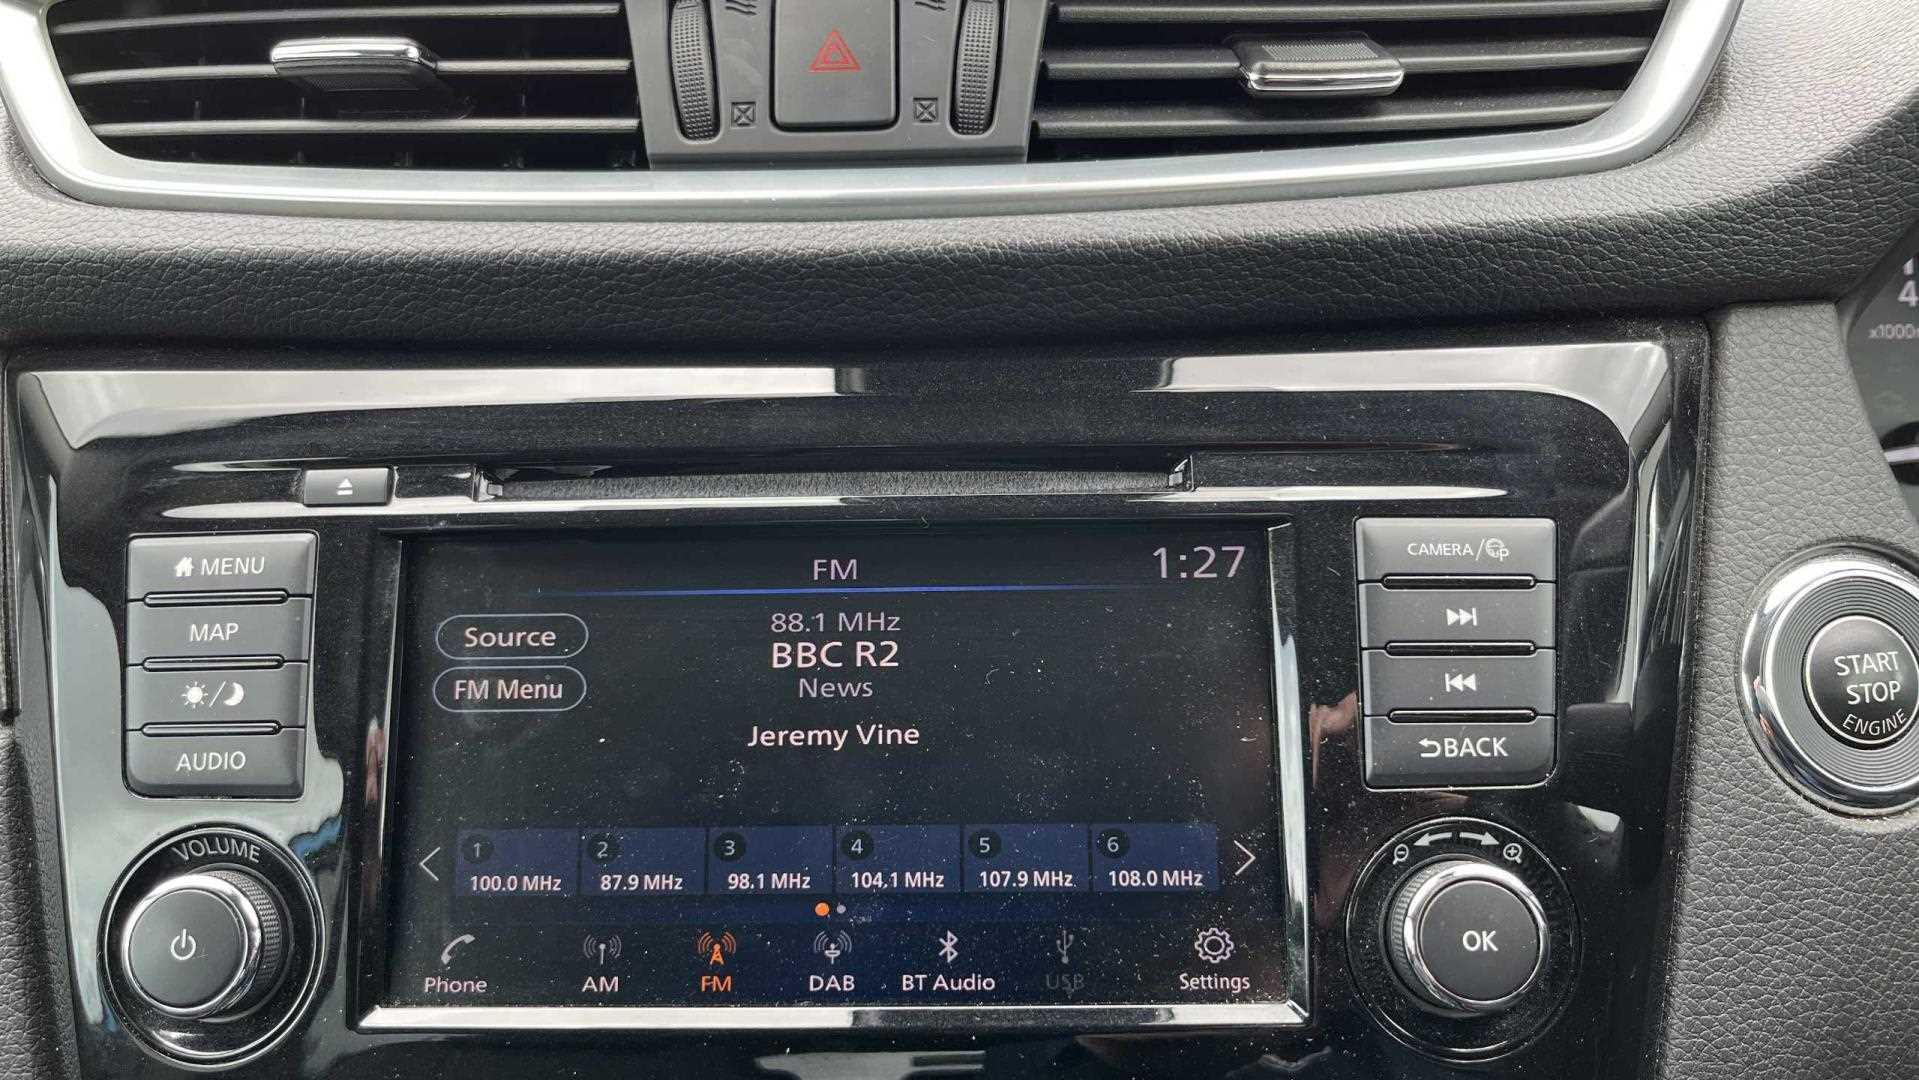 MENU
MAP
AUDIO
VOLUME
FM
1:27
Source
FM Menu
88.1 MHz
BBC R2
News
Jeremy Vine
1
100.0 MHz
2
87.9 MHz
3
98.1 MHz
4
104.1 MHz
5
107.9 MHz
6
108.0 MHz
Phone
AM
FM
DAB
BT Audio
USB
Settings
CAMERA/
BACK
OK
START
STOP
ENGINE
4